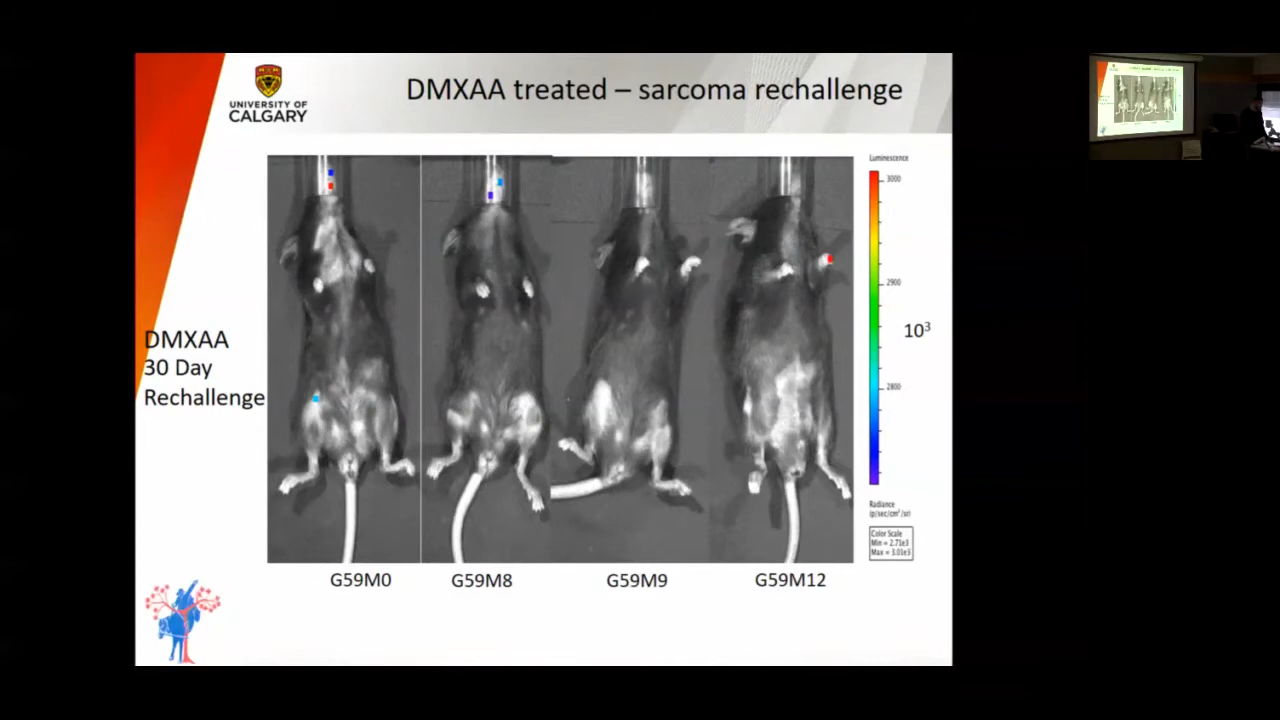 UNIVERSITY OF
CALGARY
DMXAA treated – sarcoma rechallenge
DMXAA
30 Day
Rechallenge
Luminescence
3000
2900
2800
10³
Radiance
(p/sec/cm²/sr)
Color Scale
Min = 2.71e3
Max = 3.01e3
G59M0
G59M8
G59M9
G59M12